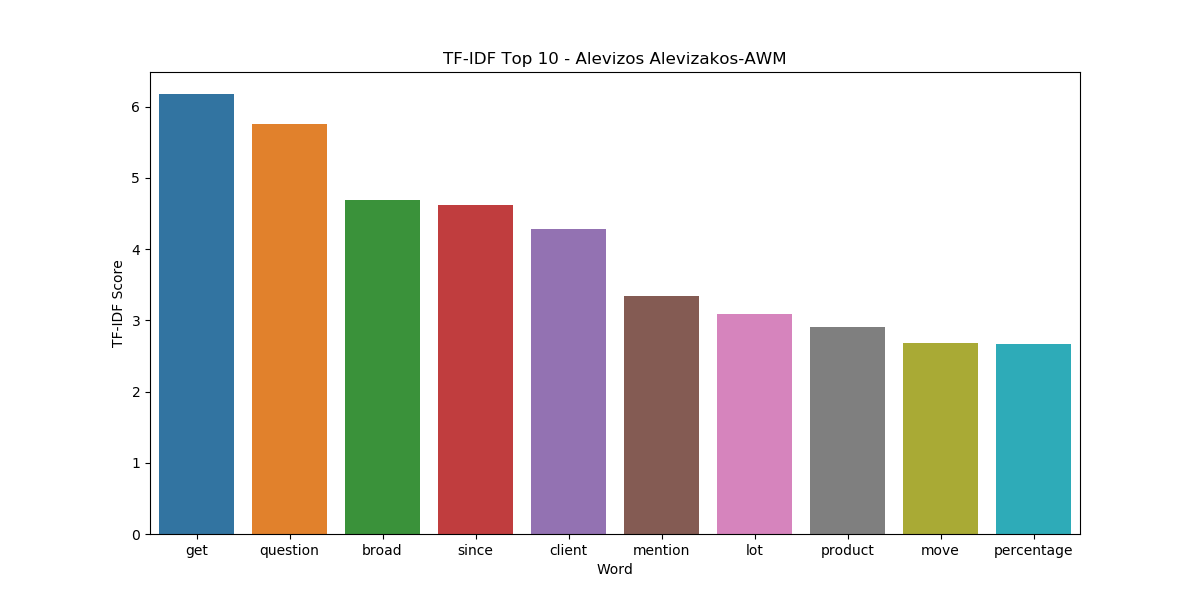 TF-IDF Top 10 - Alevizos Alevizakos-AWM
TF-IDF Score
6
5
4
3
2
1
0
get question broad since client mention lot product move percentage
Word